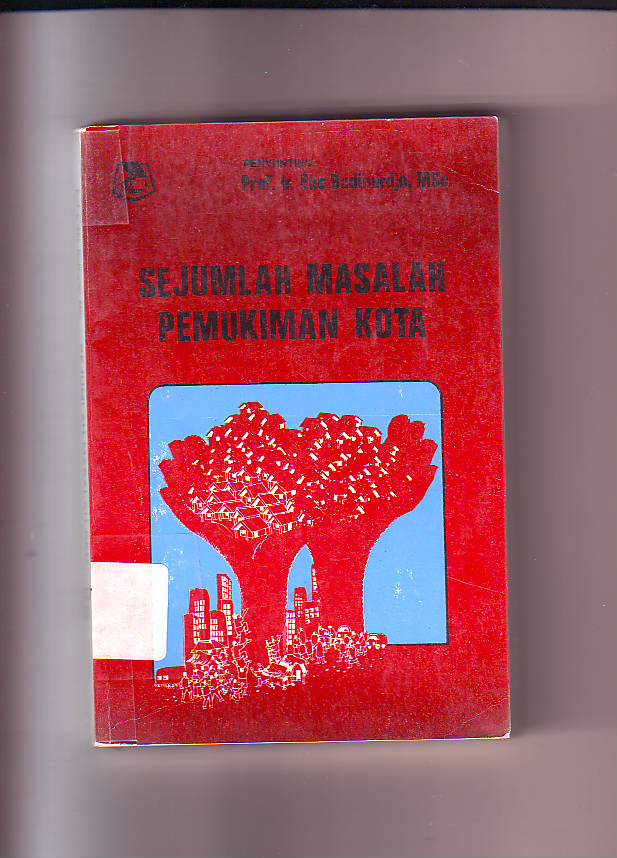 PENYUNTING
Prof. Ir. Eko Budihardjo, MSc.
SEJUMLAH MASALAH
PEMUKIMAN KOTA